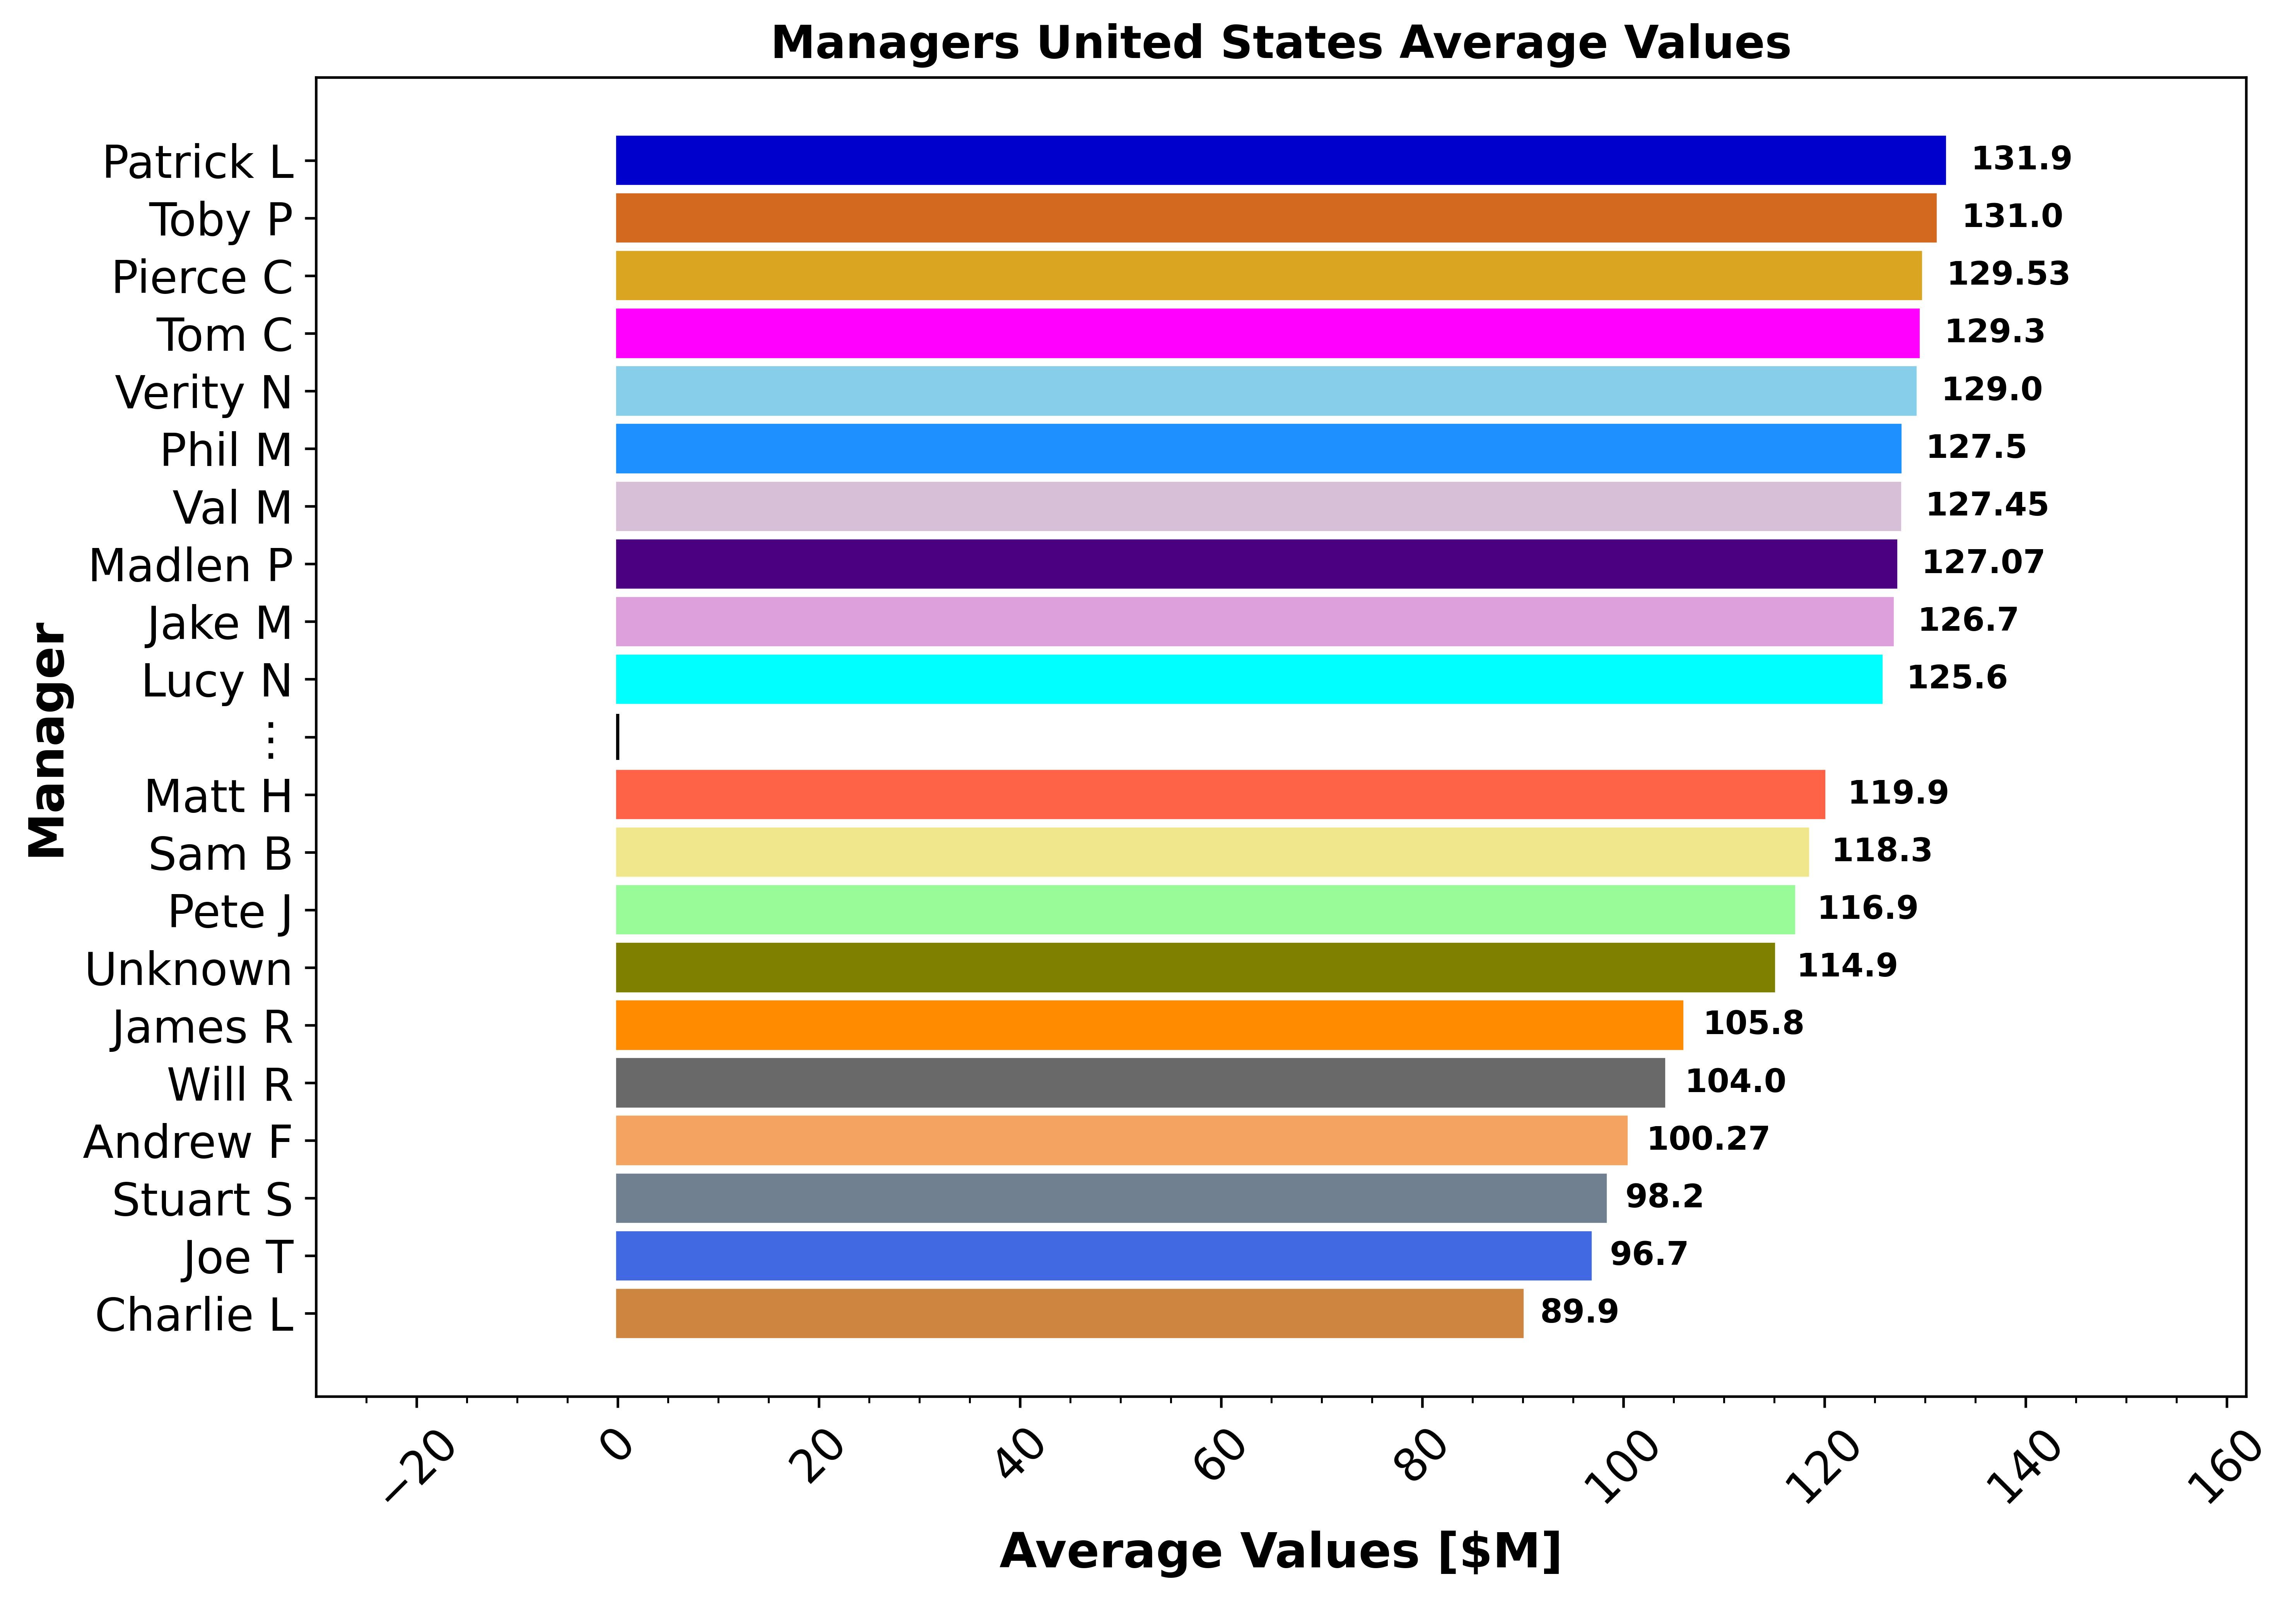 Managers United States Average Values
Patrick L 131.9
Toby P 131.0
Pierce C 129.53
Tom C 129.3
Verity N 129.0
Phil M 127.5
Val M 127.45
Madlen P 127.07
Jake M 126.7
Lucy N 125.6
⋮
Matt H 119.9
Sam B 118.3
Pete J 116.9
Unknown 114.9
James R 105.8
Will R 104.0
Andrew F 100.27
Stuart S 98.2
Joe T 96.7
Charlie L 89.9
Manager
−20 0 20 40 60 80 100 120 140 160
Average Values [$M]